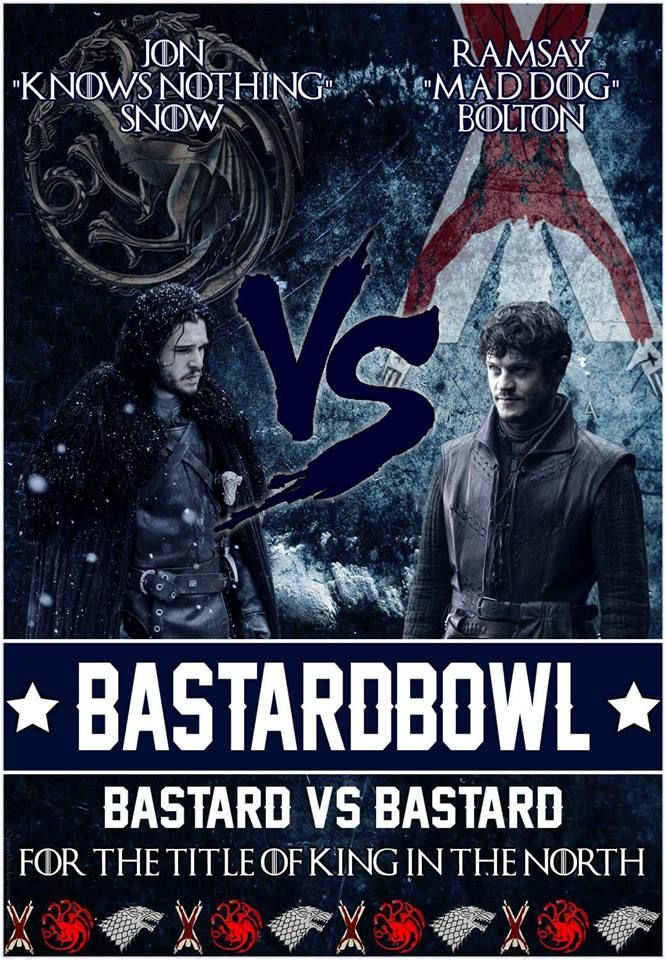 JON
"KNOWS NOTHING"
SNOW
RAMSAY
"MAD DOG"
BOLTON
VS
BASTARDBOWL
BASTARD VS BASTARD
FOR THE TITLE OF KING IN THE NORTH